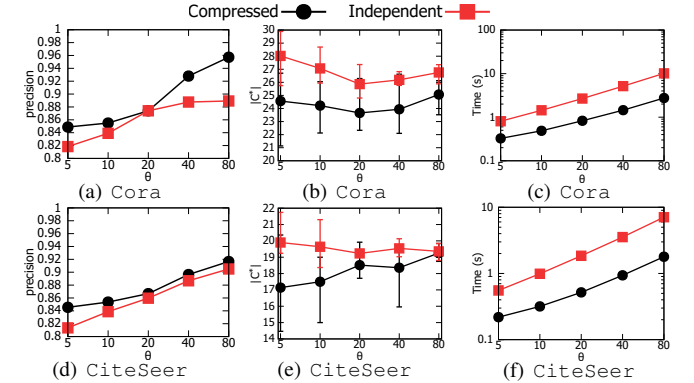 Compressed Independent
precision
1
0.98
0.96
0.94
0.92
0.9
0.88
0.86
0.84
0.82
0.8
5 10 20 40 80
θ
(a) Cora
|C*|
30
29
28
27
26
25
24
23
22
21
20
5 10 20 40 80
θ
(b) Cora
Time (s)
100
10
1
0.1
5 10 20 40 80
θ
(c) Cora
precision
1
0.98
0.96
0.94
0.92
0.9
0.88
0.86
0.84
0.82
0.8
5 10 20 40 80
θ
(d) CiteSeer
|C*|
22
21
20
19
18
17
16
15
14
5 10 20 40 80
θ
(e) CiteSeer
Time (s)
10
1
0.1
5 10 20 40 80
θ
(f) CiteSeer